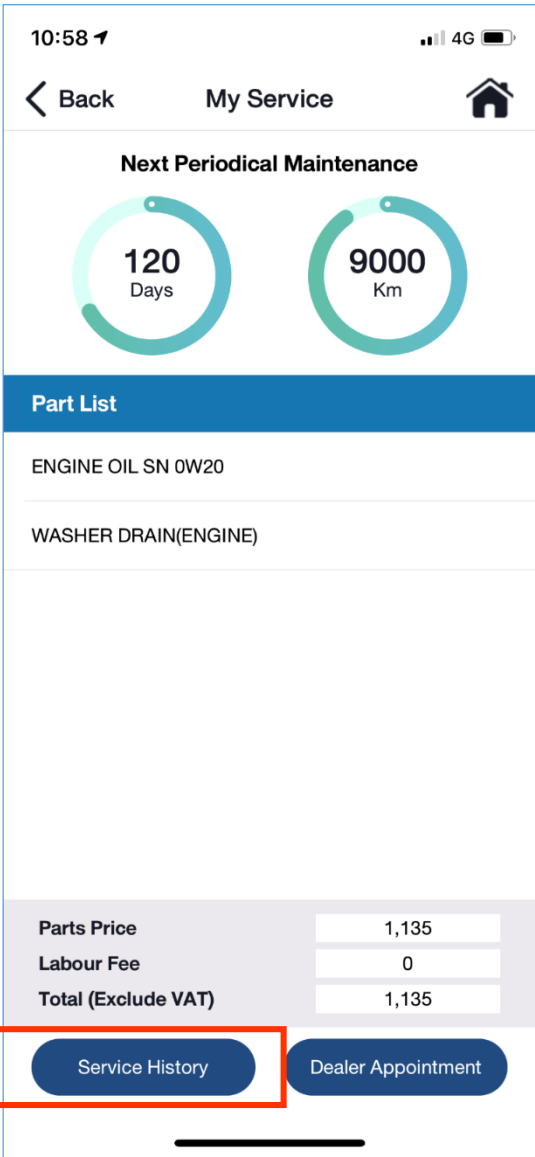 10:58 4G
Back My Service
Next Periodical Maintenance
120 9000
Days Km
Part List
ENGINE OIL SN 0W20
WASHER DRAIN(ENGINE)
Parts Price 1,135
Labour Fee 0
Total (Exclude VAT) 1,135
Service History Dealer Appointment